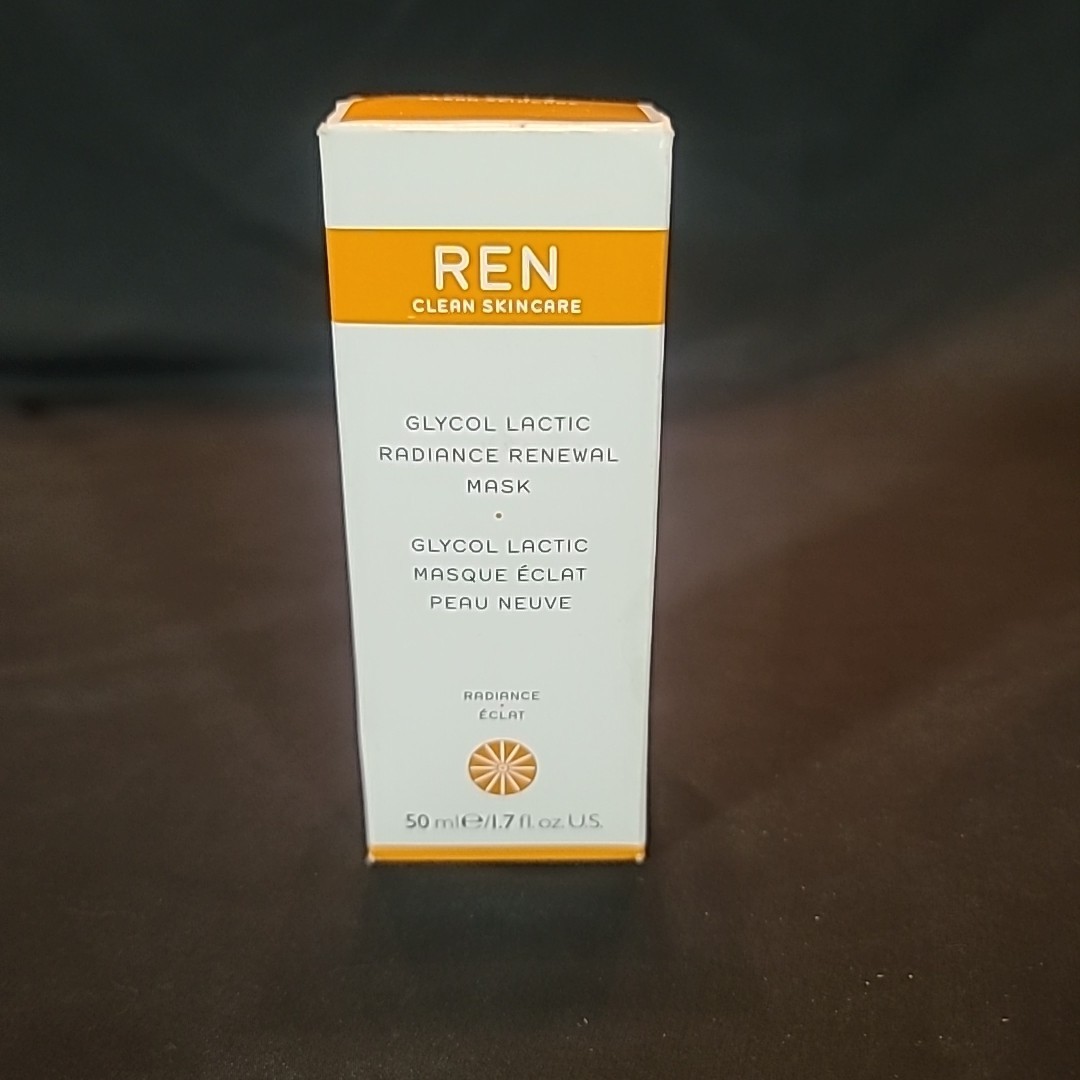 REN
CLEAN SKINCARE
GLYCOL LACTIC
RADIANCE RENEWAL
MASK
•
GLYCOL LACTIC
MASQUE ÉCLAT
PEAU NEUVE
RADIANCE
•
ÉCLAT
50 ml℮/1.7 fl. oz. U.S.